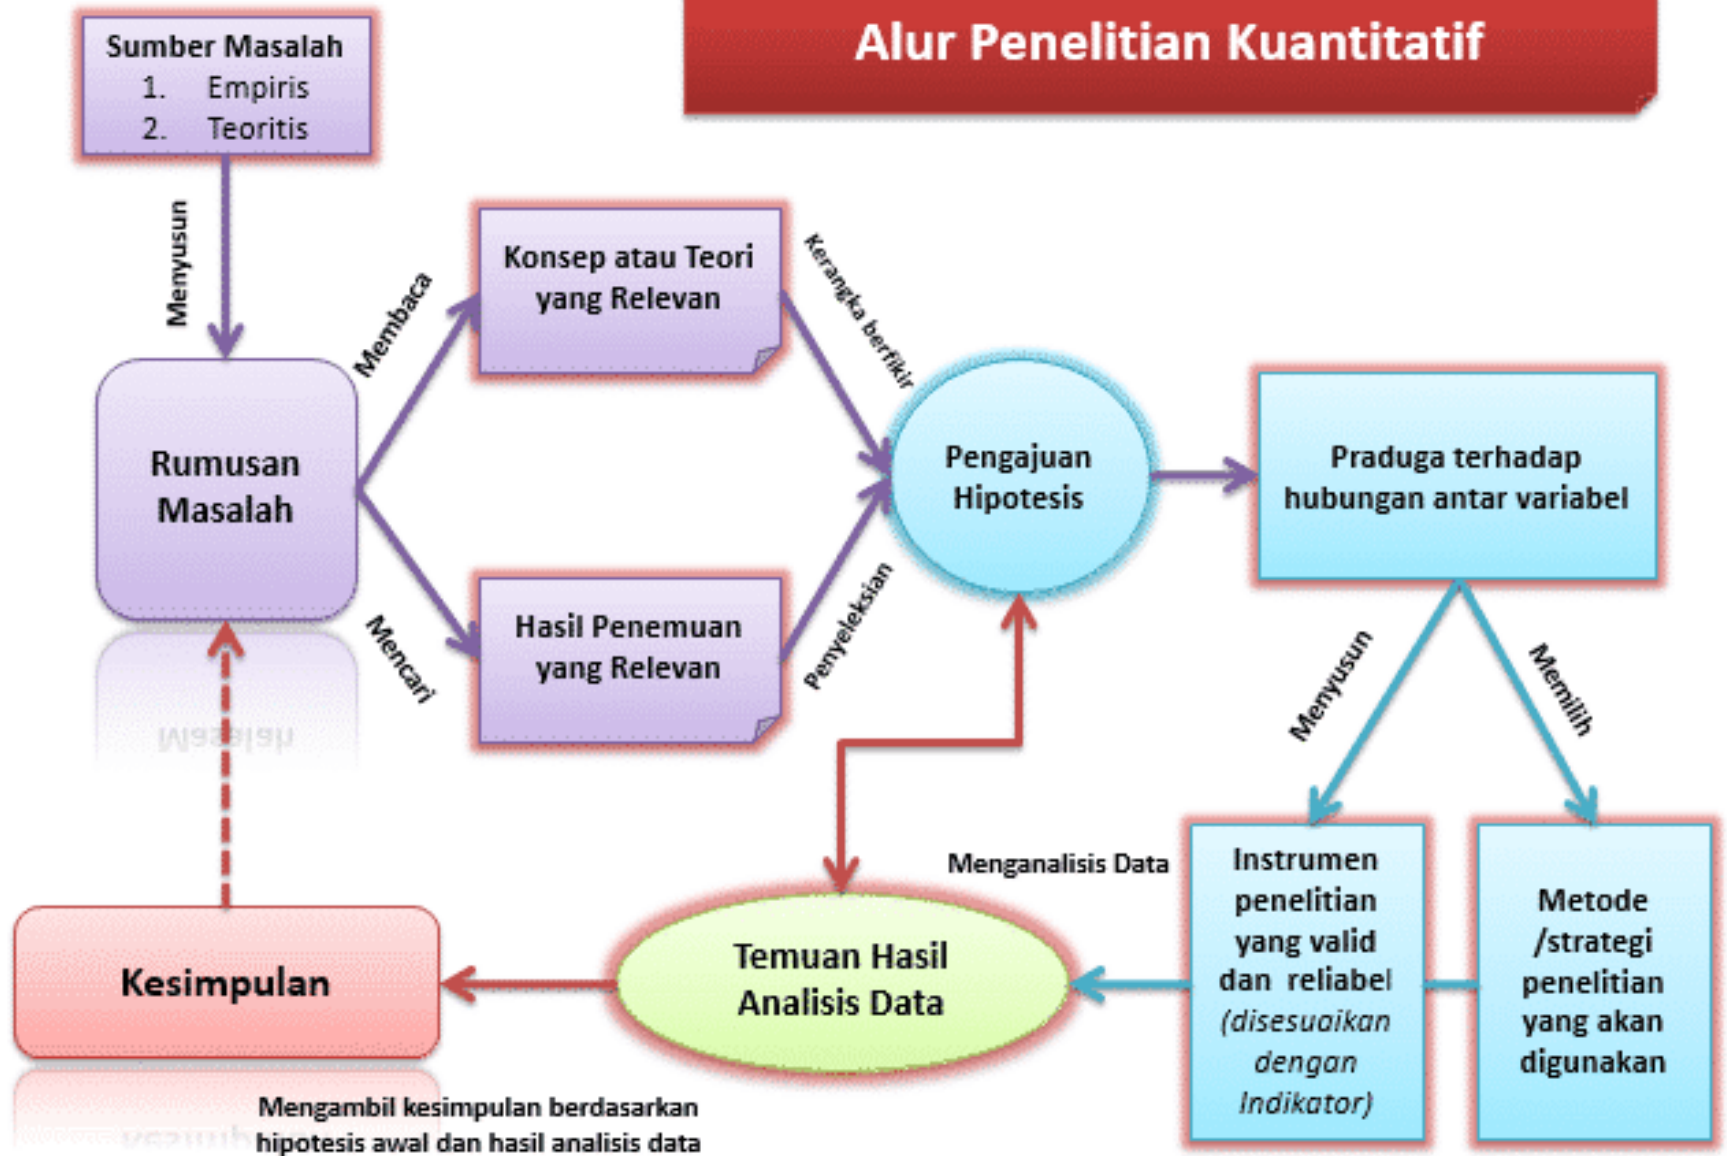 Alur Penelitian Kuantitatif
Sumber Masalah
1. Empiris
2. Teoritis
Menyusun
Rumusan
Masalah
Membaca
Konsep atau Teori
yang Relevan
Kerangka berfikir
Mencari
Hasil Penemuan
yang Relevan
Penyeleksian
Pengajuan
Hipotesis
Praduga terhadap
hubungan antar variabel
Menyusun
Memilih
Instrumen
penelitian
yang valid
dan reliabel
(disesuaikan
dengan
Indikator)
Metode
/strategi
penelitian
yang akan
digunakan
Menganalisis Data
Temuan Hasil
Analisis Data
Kesimpulan
Mengambil kesimpulan berdasarkan
hipotesis awal dan hasil analisis data